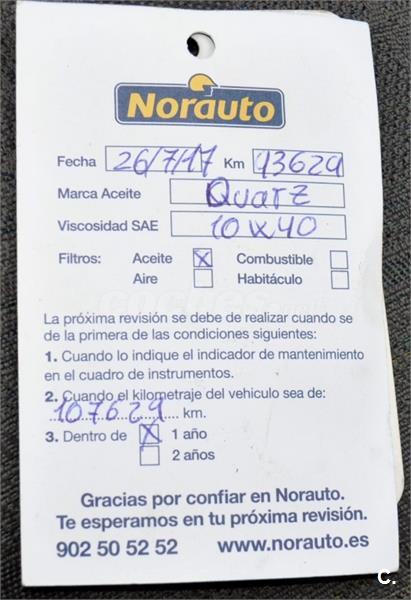 Norauto
Fecha 26/7/17 Km 93629
Marca Aceite Quarz
Viscosidad SAE 10w40
Filtros: Aceite X Combustible
Aire Habitáculo
coches
La próxima revisión se debe de realizar cuando se
de la primera de las condiciones siguientes:
1. Cuando lo indique el indicador de mantenimiento
en el cuadro de instrumentos.
2. Cuando el kilometraje del vehiculo sea de:
107629 km.
3. Dentro de X 1 año
2 años
Gracias por confiar en Norauto.
Te esperamos en tu próxima revisión.
902 50 52 52 www.norauto.es
C.